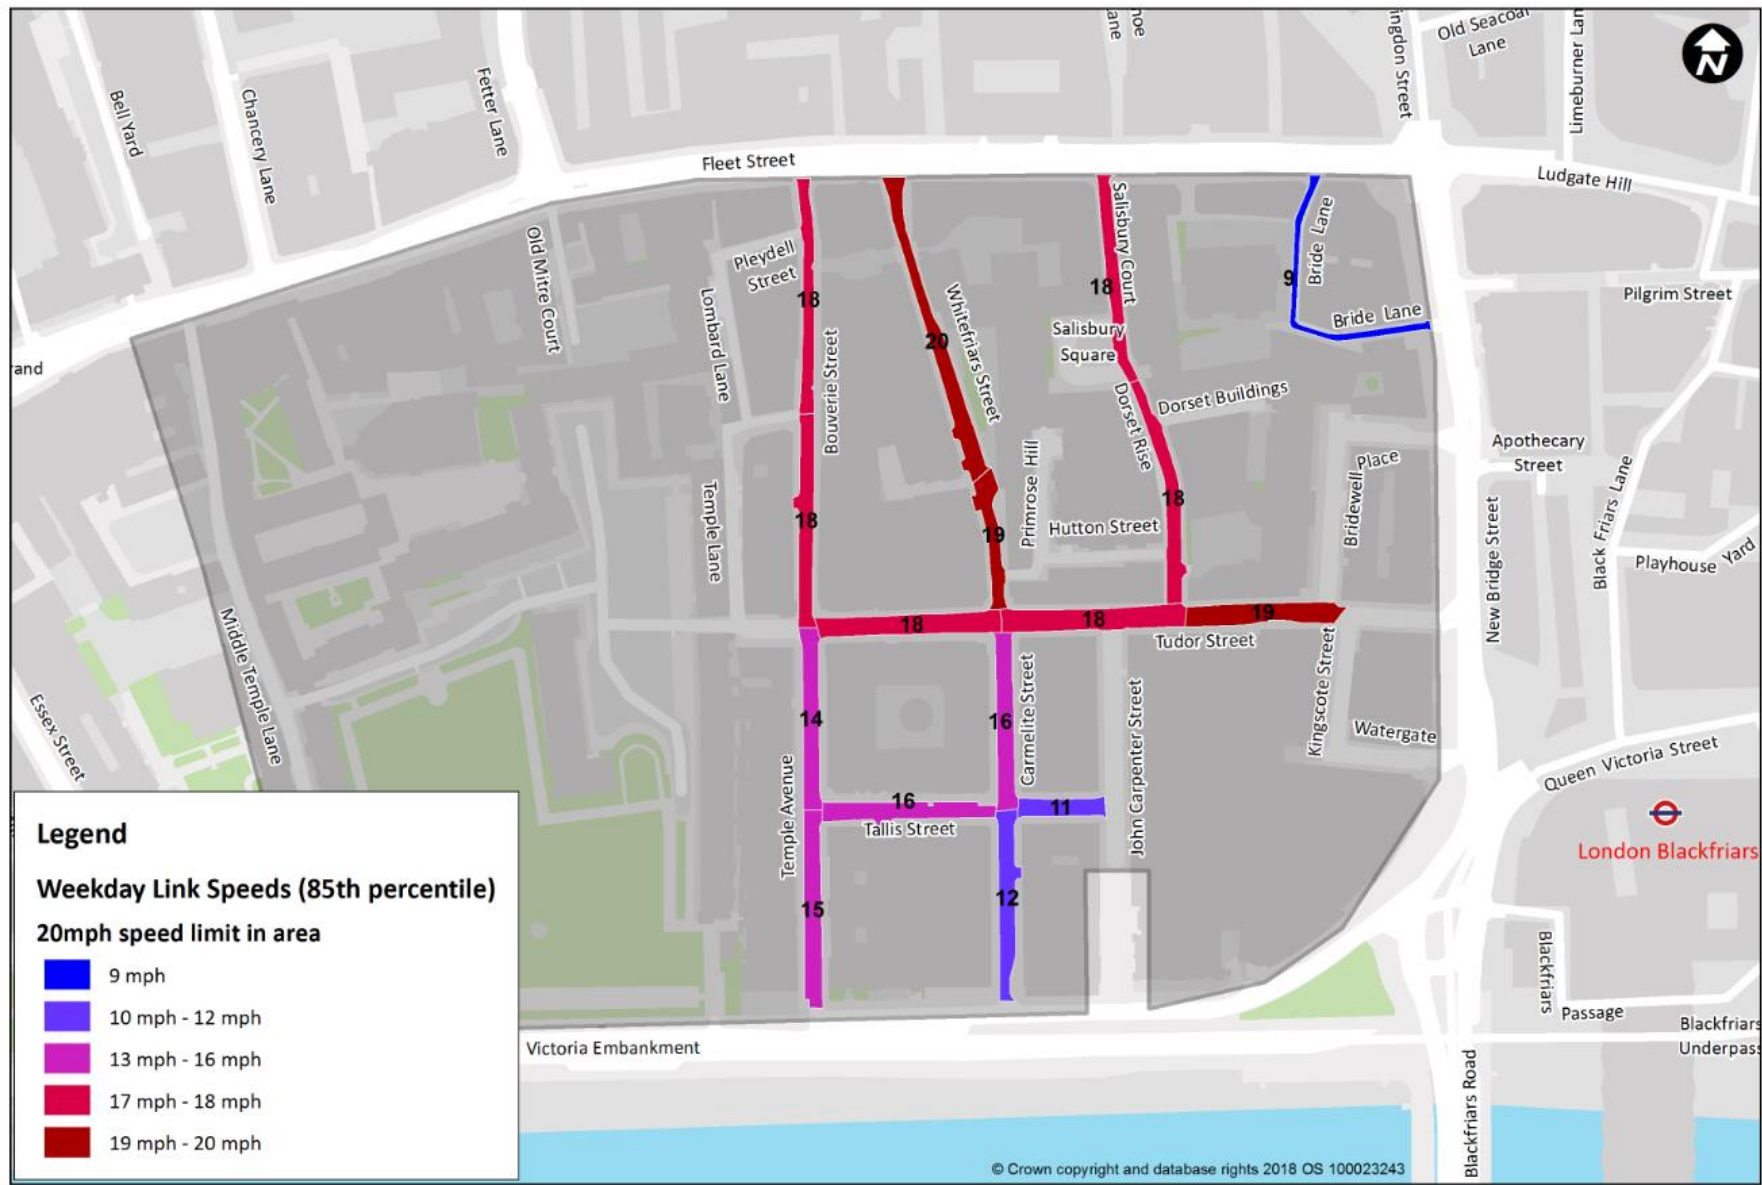 Bell Yard
Chancery Lane
Fetter Lane
Fleet Street
Lane
hoe
ingdon Street
Old Seacoal
Lane
Limeburner Lan
N
Ludgate Hill
Old Mitre Court
Pleydell
Street
Lombard Lane
18
Bouverie Street
20
Whitefriars Street
Salisbury Court
18
Salisbury
Square
9
Bride Lane
Bride Lane
Pilgrim Street
rand
Dorset Rise
Dorset Buildings
Apothecary
Street
Temple Lane
18
19
Primrose Hill
Hutton Street
18
Bridewell
Place
New Bridge Street
Black Friars Lane
Playhouse Yard
Middle Temple Lane
Essex Street
18
18
19
Tudor Street
14
16
Carmelite Street
John Carpenter Street
Kingscote Street
Watergate
Queen Victoria Street
Temple Avenue
16
Tallis Street
11
15
12
London Blackfriars
Blackfriars
Passage
Blackfriars
Underpass
Victoria Embankment
Blackfriars Road
Legend
Weekday Link Speeds (85th percentile)
20mph speed limit in area
9 mph
10 mph - 12 mph
13 mph - 16 mph
17 mph - 18 mph
19 mph - 20 mph
© Crown copyright and database rights 2018 OS 100023243